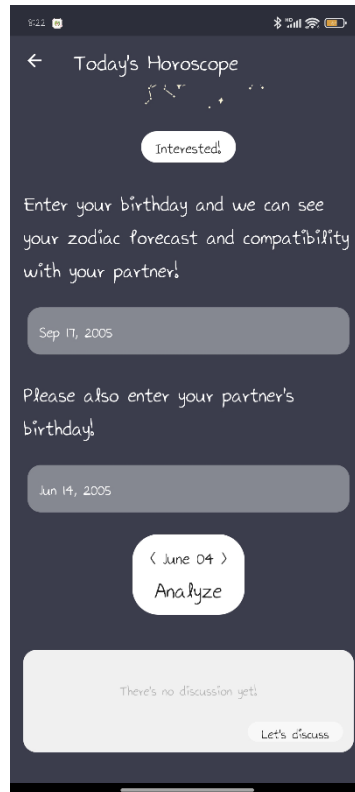 8:22
Today's Horoscope
Interested!
Enter your birthday and we can see
your zodiac forecast and compatibility
with your partner!
Sep 17, 2005
Please also enter your partner's
birthday!
Jun 14, 2005
< June 04 >
Analyze
There's no discussion yet!
Let's discuss